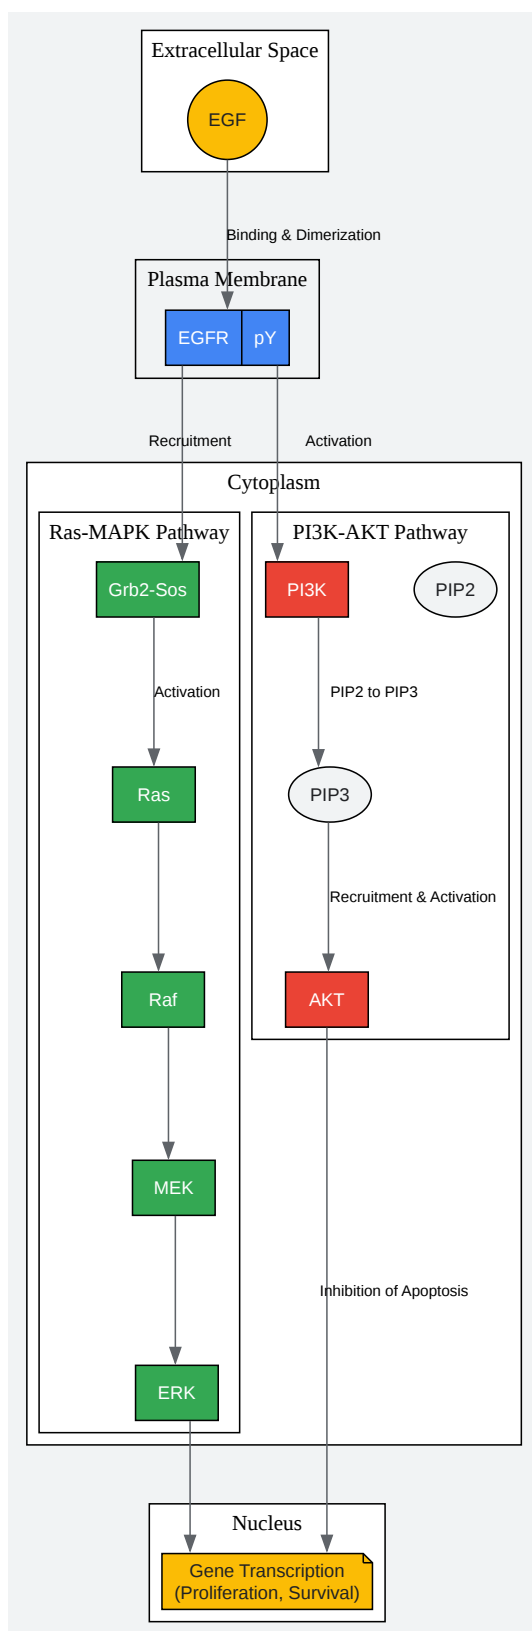 Extracellular Space
EGF
Binding & Dimerization
Plasma Membrane
EGFR pY
Recruitment
Activation
Cytoplasm
Ras-MAPK Pathway
PI3K-AKT Pathway
Grb2-Sos
PI3K
PIP2
Activation
PIP2 to PIP3
Ras
PIP3
Recruitment & Activation
Raf
AKT
MEK
Inhibition of Apoptosis
ERK
Nucleus
Gene Transcription
(Proliferation, Survival)